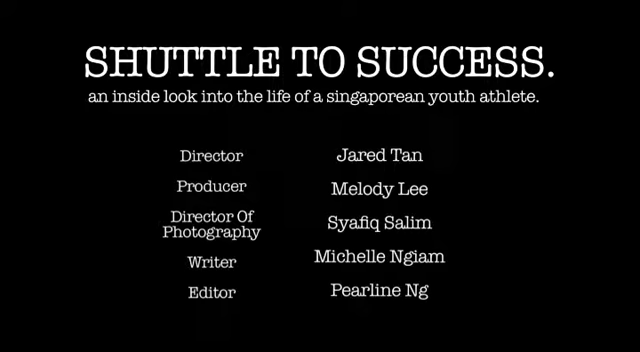 SHUTTLE TO SUCCESS.
an inside look into the life of a singaporean youth athlete.
Director Jared Tan
Producer Melody Lee
Director Of
Photography Syafiq Salim
Writer Michelle Ngiam
Editor Pearline Ng